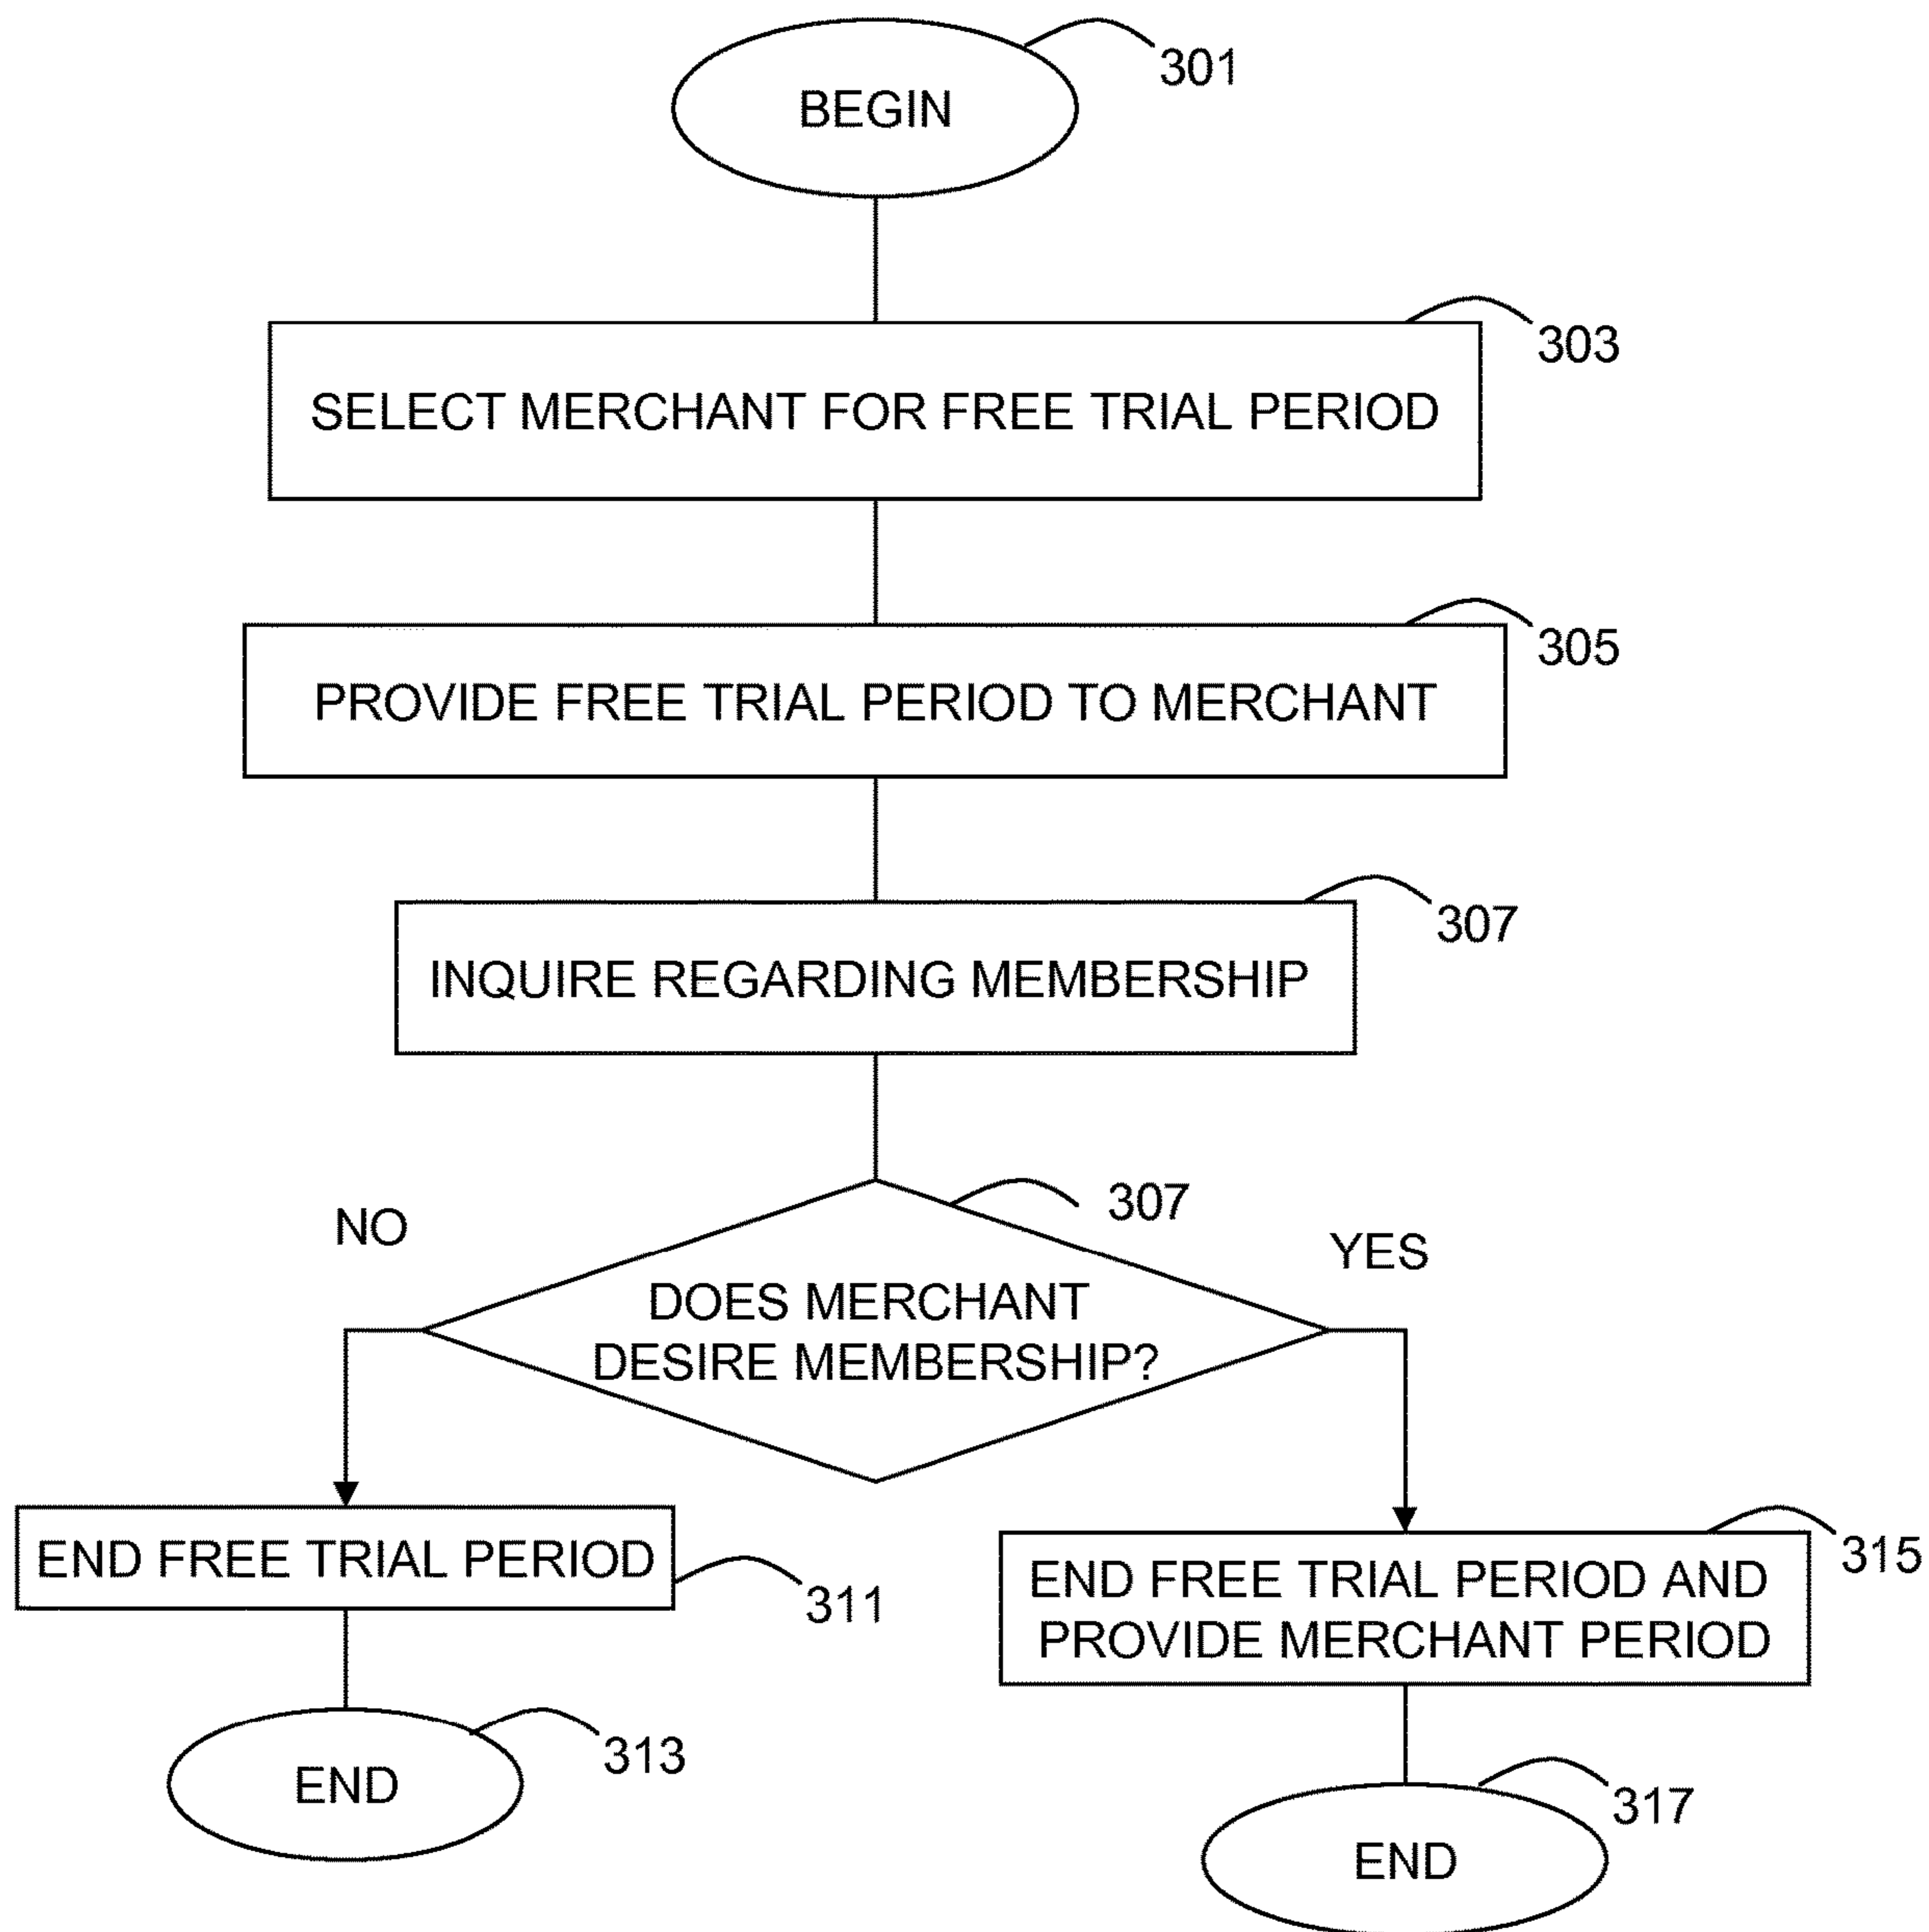 BEGIN
301
SELECT MERCHANT FOR FREE TRIAL PERIOD
303
PROVIDE FREE TRIAL PERIOD TO MERCHANT
305
INQUIRE REGARDING MEMBERSHIP
307
DOES MERCHANT
DESIRE MEMBERSHIP?
307
NO
YES
END FREE TRIAL PERIOD
311
END
313
END FREE TRIAL PERIOD AND
PROVIDE MERCHANT PERIOD
315
END
317